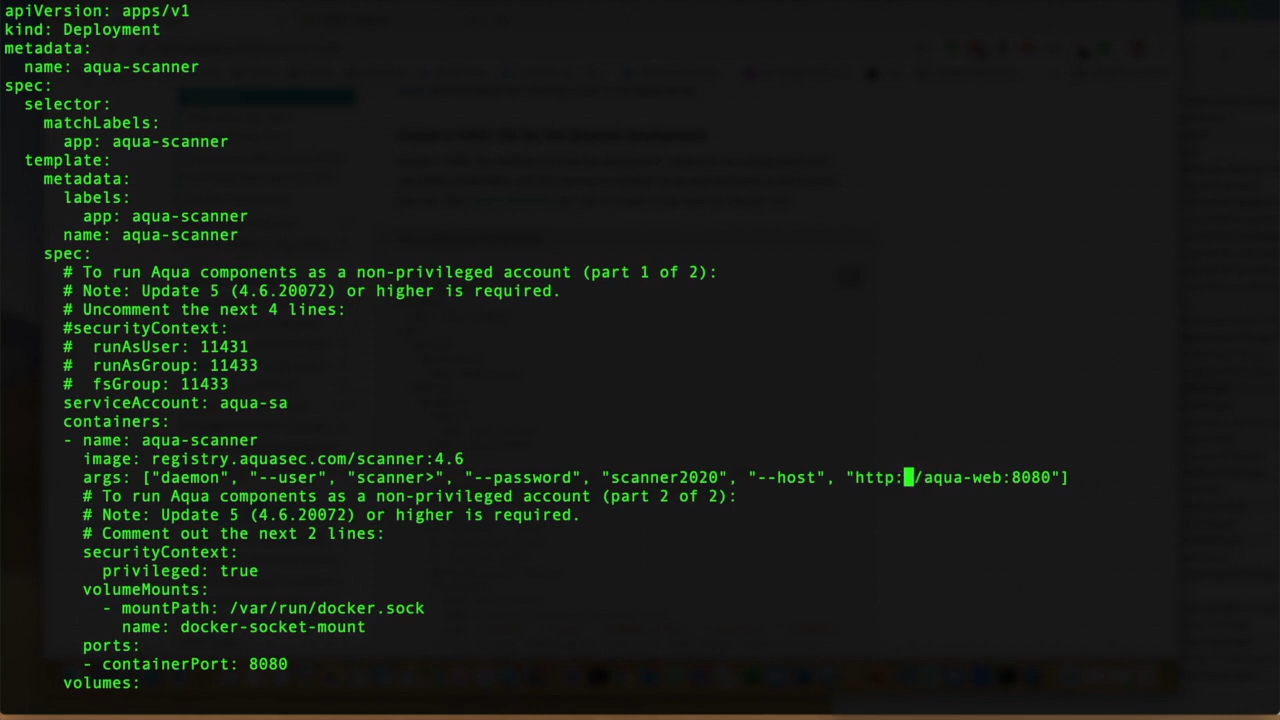 apiVersion: apps/v1
kind: Deployment
metadata:
  name: aqua-scanner
spec:
  selector:
    matchLabels:
      app: aqua-scanner
  template:
    metadata:
      labels:
        app: aqua-scanner
      name: aqua-scanner
    spec:
      # To run Aqua components as a non-privileged account (part 1 of 2):
      # Note: Update 5 (4.6.20072) or higher is required.
      # Uncomment the next 4 lines:
      #securityContext:
      #  runAsUser: 11431
      #  runAsGroup: 11433
      #  fsGroup: 11433
      serviceAccount: aqua-sa
      containers:
      - name: aqua-scanner
        image: registry.aquasec.com/scanner:4.6
        args: ["daemon", "--user", "scanner>", "--password", "scanner2020", "--host", "http:/​/aqua-web:8080"]
        # To run Aqua components as a non-privileged account (part 2 of 2):
        # Note: Update 5 (4.6.20072) or higher is required.
        # Comment out the next 2 lines:
        securityContext:
          privileged: true
        volumeMounts:
          - mountPath: /var/run/docker.sock
            name: docker-socket-mount
        ports:
        - containerPort: 8080
      volumes: